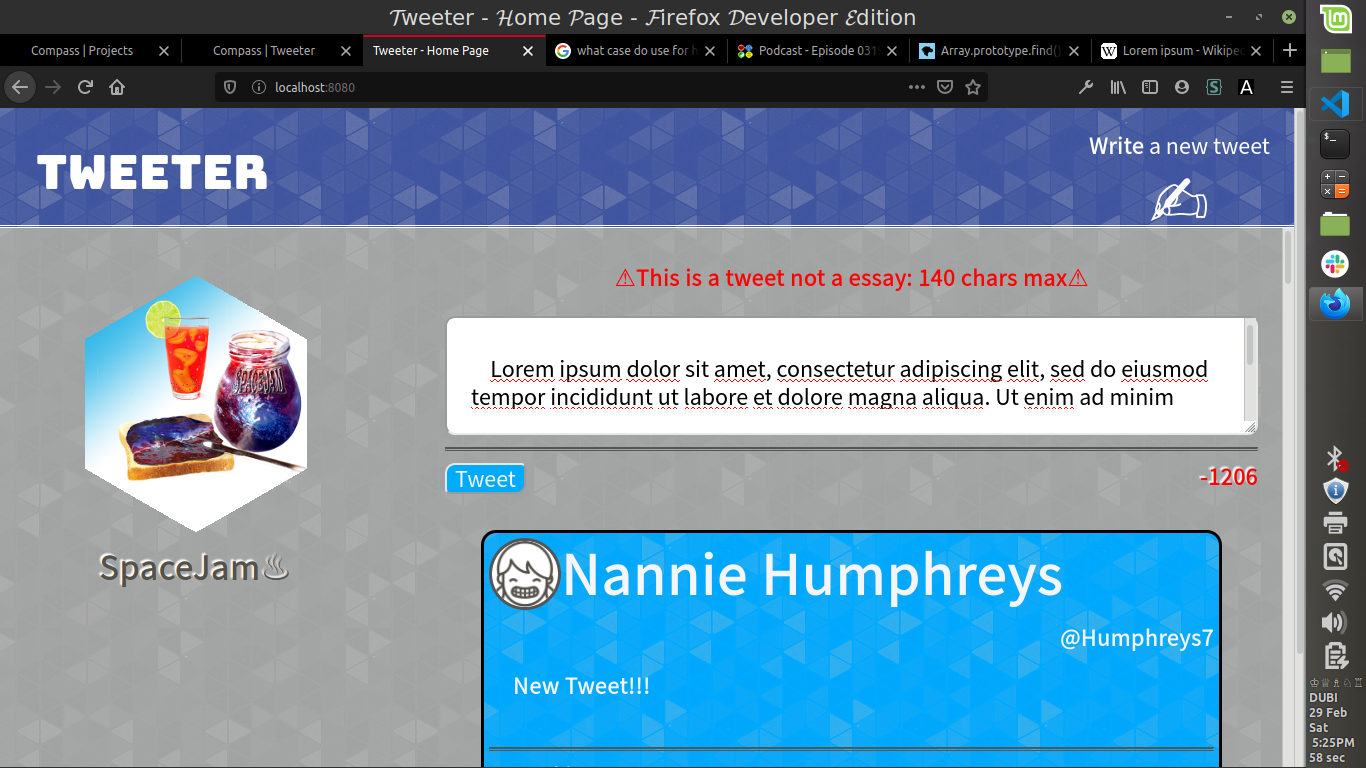 𝒯weeter - ℋome 𝒫age - ℱirefox 𝒟eveloper ℰdition
Compass | Projects
Compass | Tweeter
Tweeter - Home Page
what case do use for h
Podcast - Episode 031
Array.prototype.find()
Lorem ipsum - Wikiped
localhost:8080
TWEETER
Write a new tweet
⚠This is a tweet not a essay: 140 chars max⚠
Lorem ipsum dolor sit amet, consectetur adipiscing elit, sed do eiusmod
tempor incididunt ut labore et dolore magna aliqua. Ut enim ad minim
Tweet
-1206
SPACEJAM
SpaceJam♨
Nannie Humphreys
@Humphreys7
New Tweet!!!
DUBI
29 Feb
Sat
5:25PM
58 sec